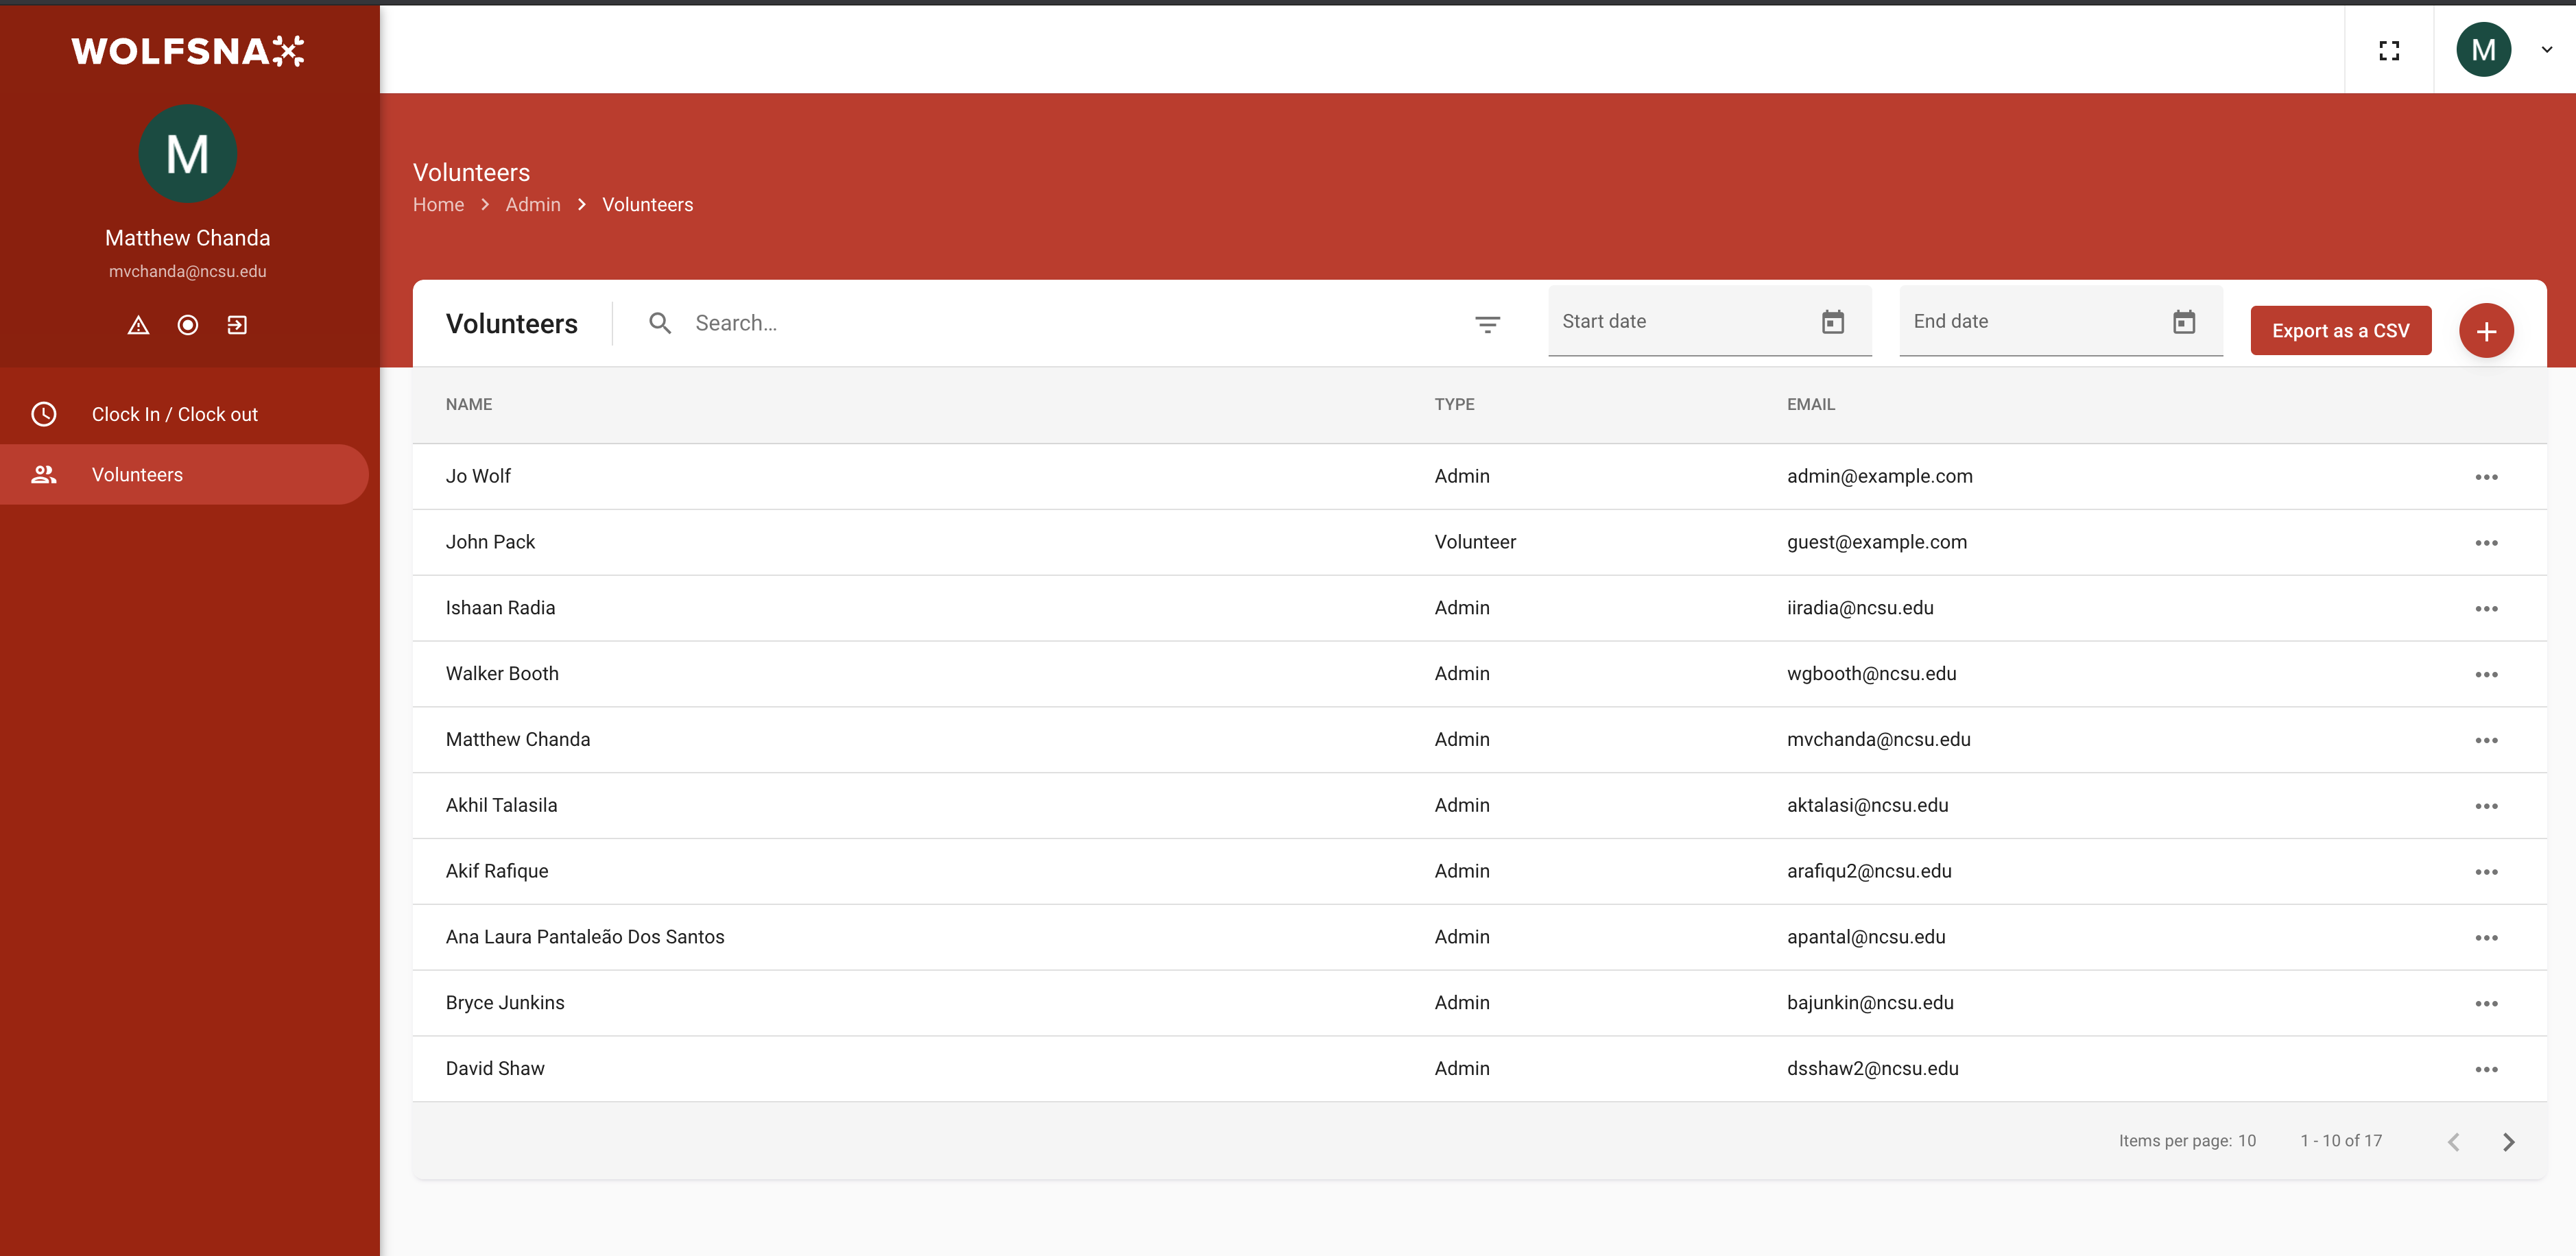 WOLFSNAX
M
M
Matthew Chanda
mvchanda@ncsu.edu
Clock In / Clock out
Volunteers
Volunteers
Home > Admin > Volunteers
Volunteers Search... Start date End date Export as a CSV +
NAME TYPE EMAIL
Jo Wolf Admin admin@example.com
John Pack Volunteer guest@example.com
Ishaan Radia Admin iiradia@ncsu.edu
Walker Booth Admin wgbooth@ncsu.edu
Matthew Chanda Admin mvchanda@ncsu.edu
Akhil Talasila Admin aktalasi@ncsu.edu
Akif Rafique Admin arafiqu2@ncsu.edu
Ana Laura Pantaleão Dos Santos Admin apantal@ncsu.edu
Bryce Junkins Admin bajunkin@ncsu.edu
David Shaw Admin dsshaw2@ncsu.edu
Items per page: 10 1 - 10 of 17